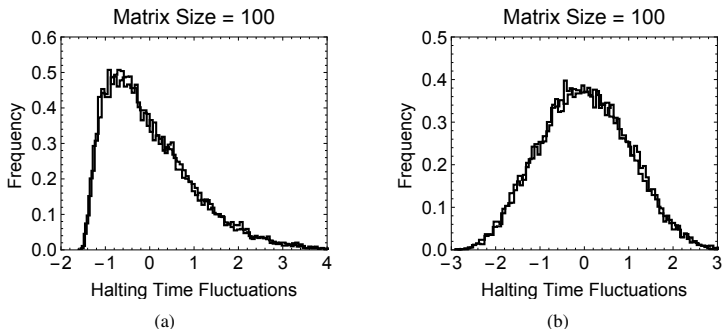 Matrix Size = 100
0.6
0.5
0.4
0.3
0.2
0.1
0.0
Frequency
−2 −1 0 1 2 3 4
Halting Time Fluctuations
(a)
Matrix Size = 100
0.5
0.4
0.3
0.2
0.1
0.0
Frequency
−3 −2 −1 0 1 2 3
Halting Time Fluctuations
(b)